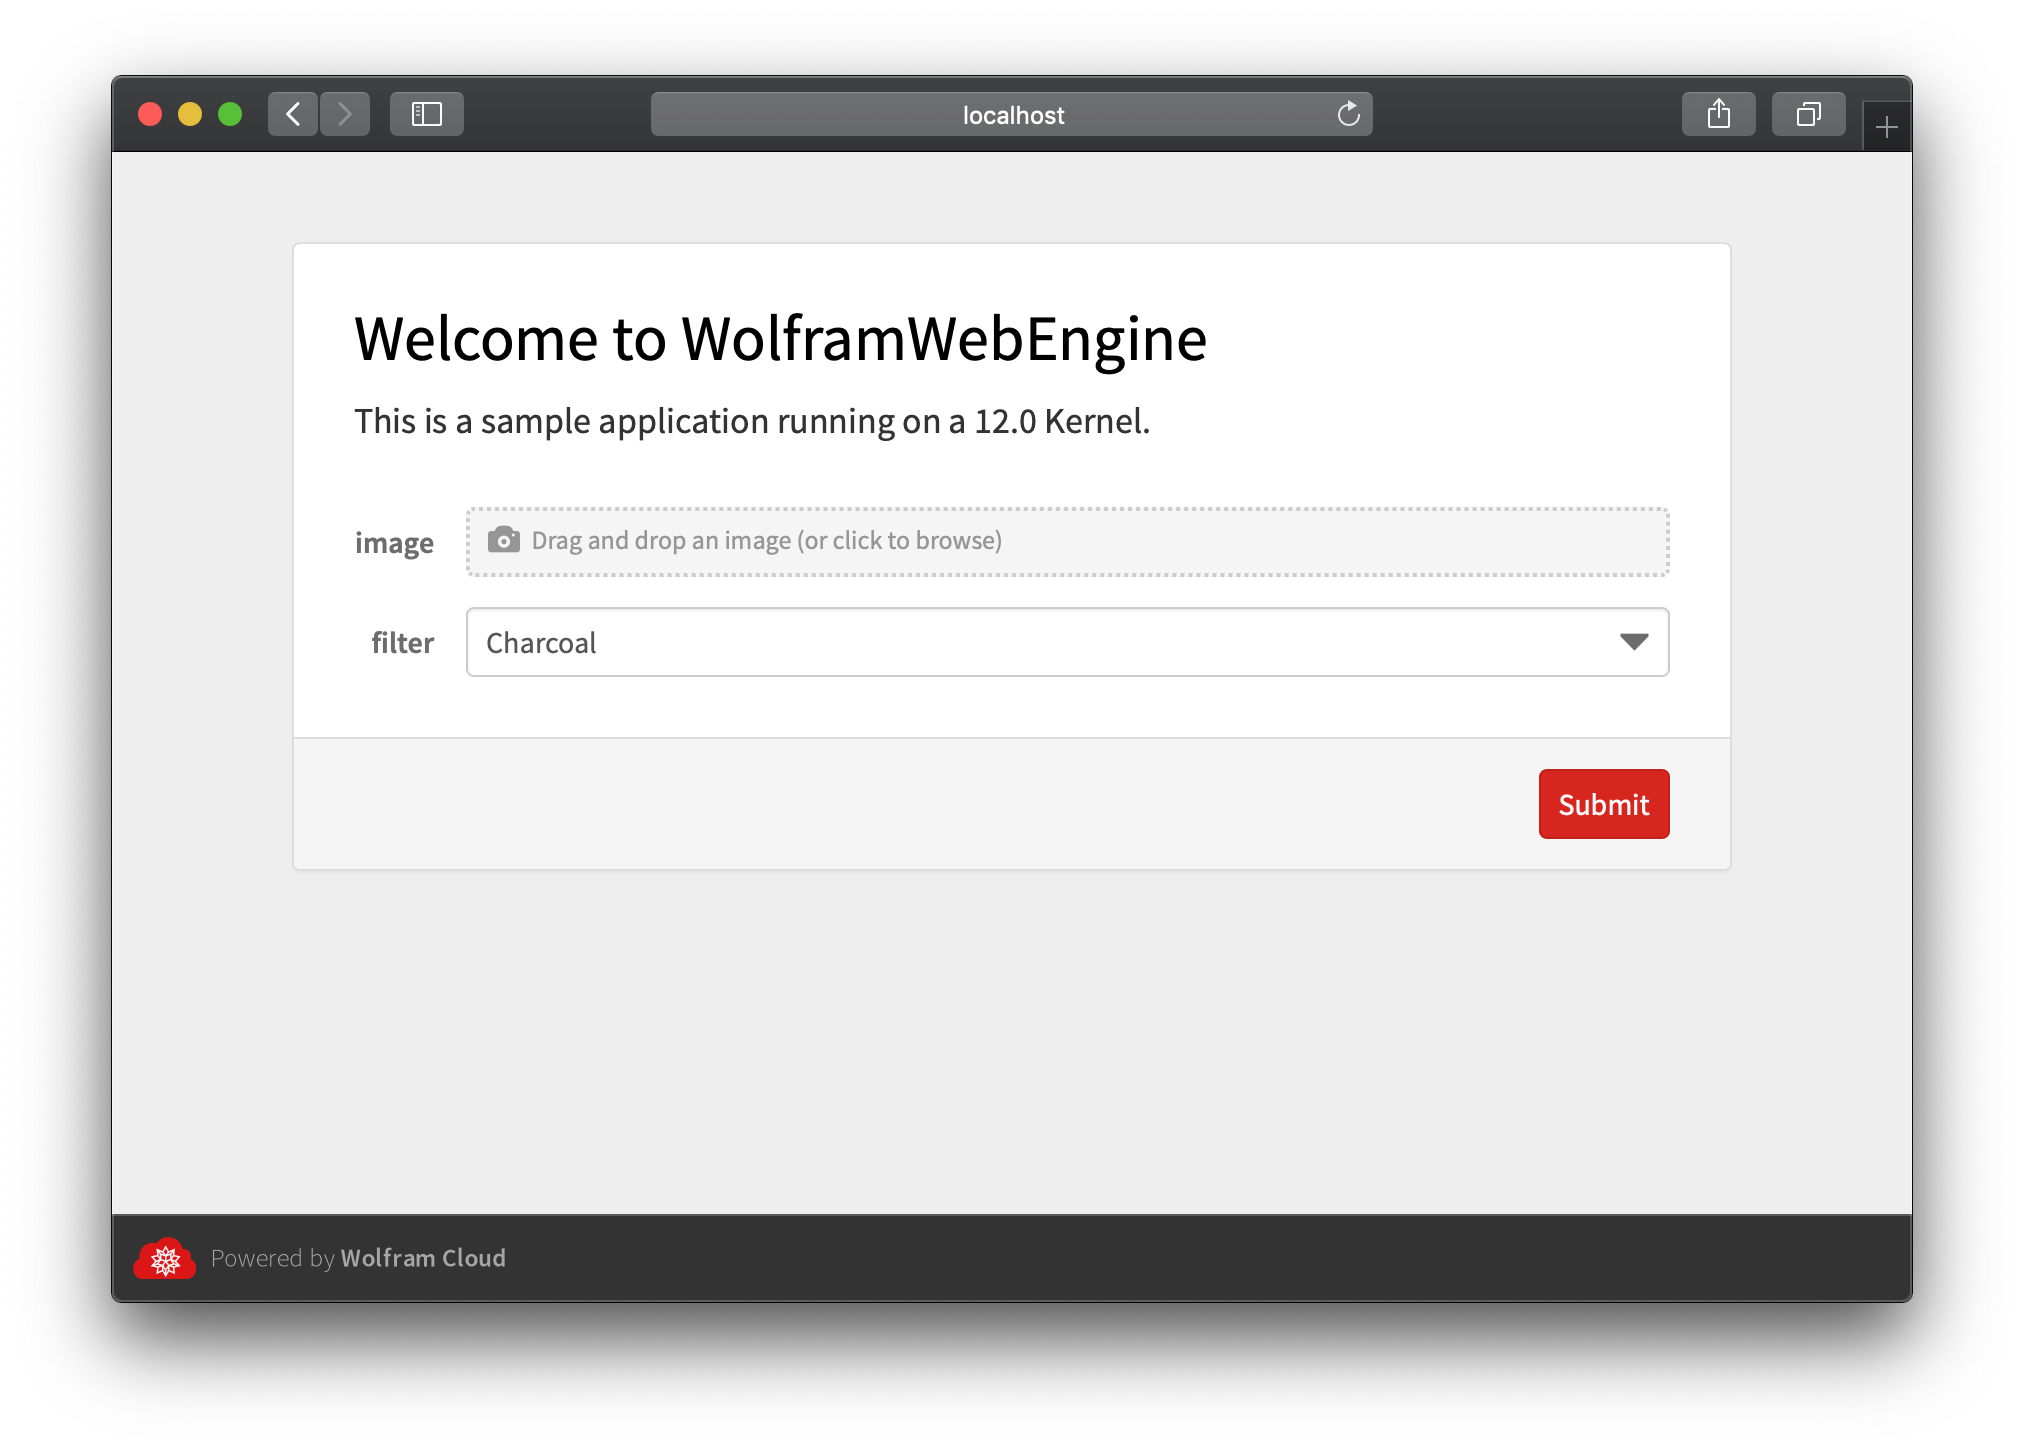 localhost
Welcome to WolframWebEngine
This is a sample application running on a 12.0 Kernel.
image
Drag and drop an image (or click to browse)
filter
Charcoal
Submit
Powered by Wolfram Cloud